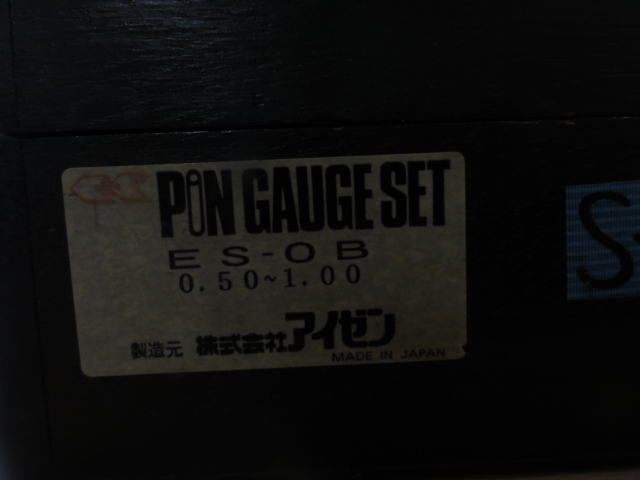 PiN GAUGE SET
ES-OB
0.50~1.00
製造元 株式会社アイゼン
MADE IN JAPAN
S